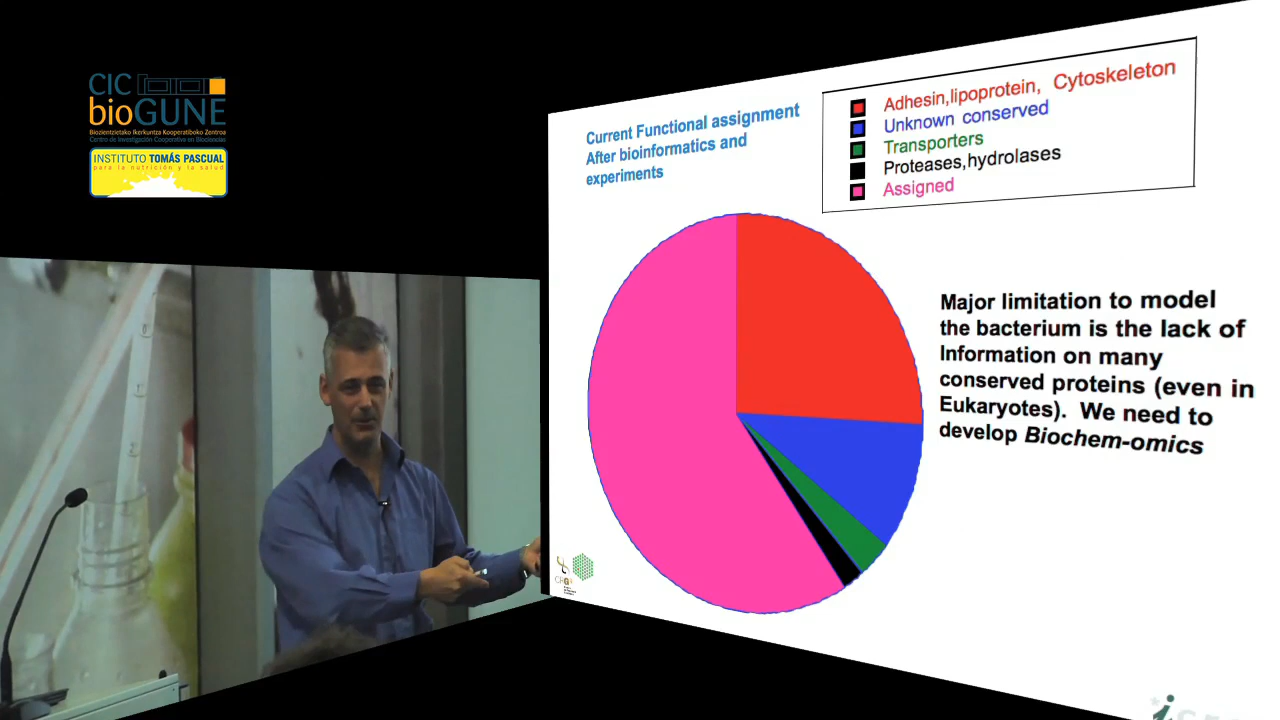 CIC
bioGUNE
Biozientzietako Ikerkuntza Kooperatiboko Zentroa
Centro de Investigación Cooperativa en Biociencias
INSTITUTO TOMÁS PASCUAL
para la nutrición y la salud
Current Functional assignment
After bioinformatics and
experiments
Adhesin,lipoprotein, Cytoskeleton
Unknown conserved
Transporters
Proteases,hydrolases
Assigned
Major limitation to model
the bacterium is the lack of
Information on many
conserved proteins (even in
Eukaryotes). We need to
develop Biochem-omics